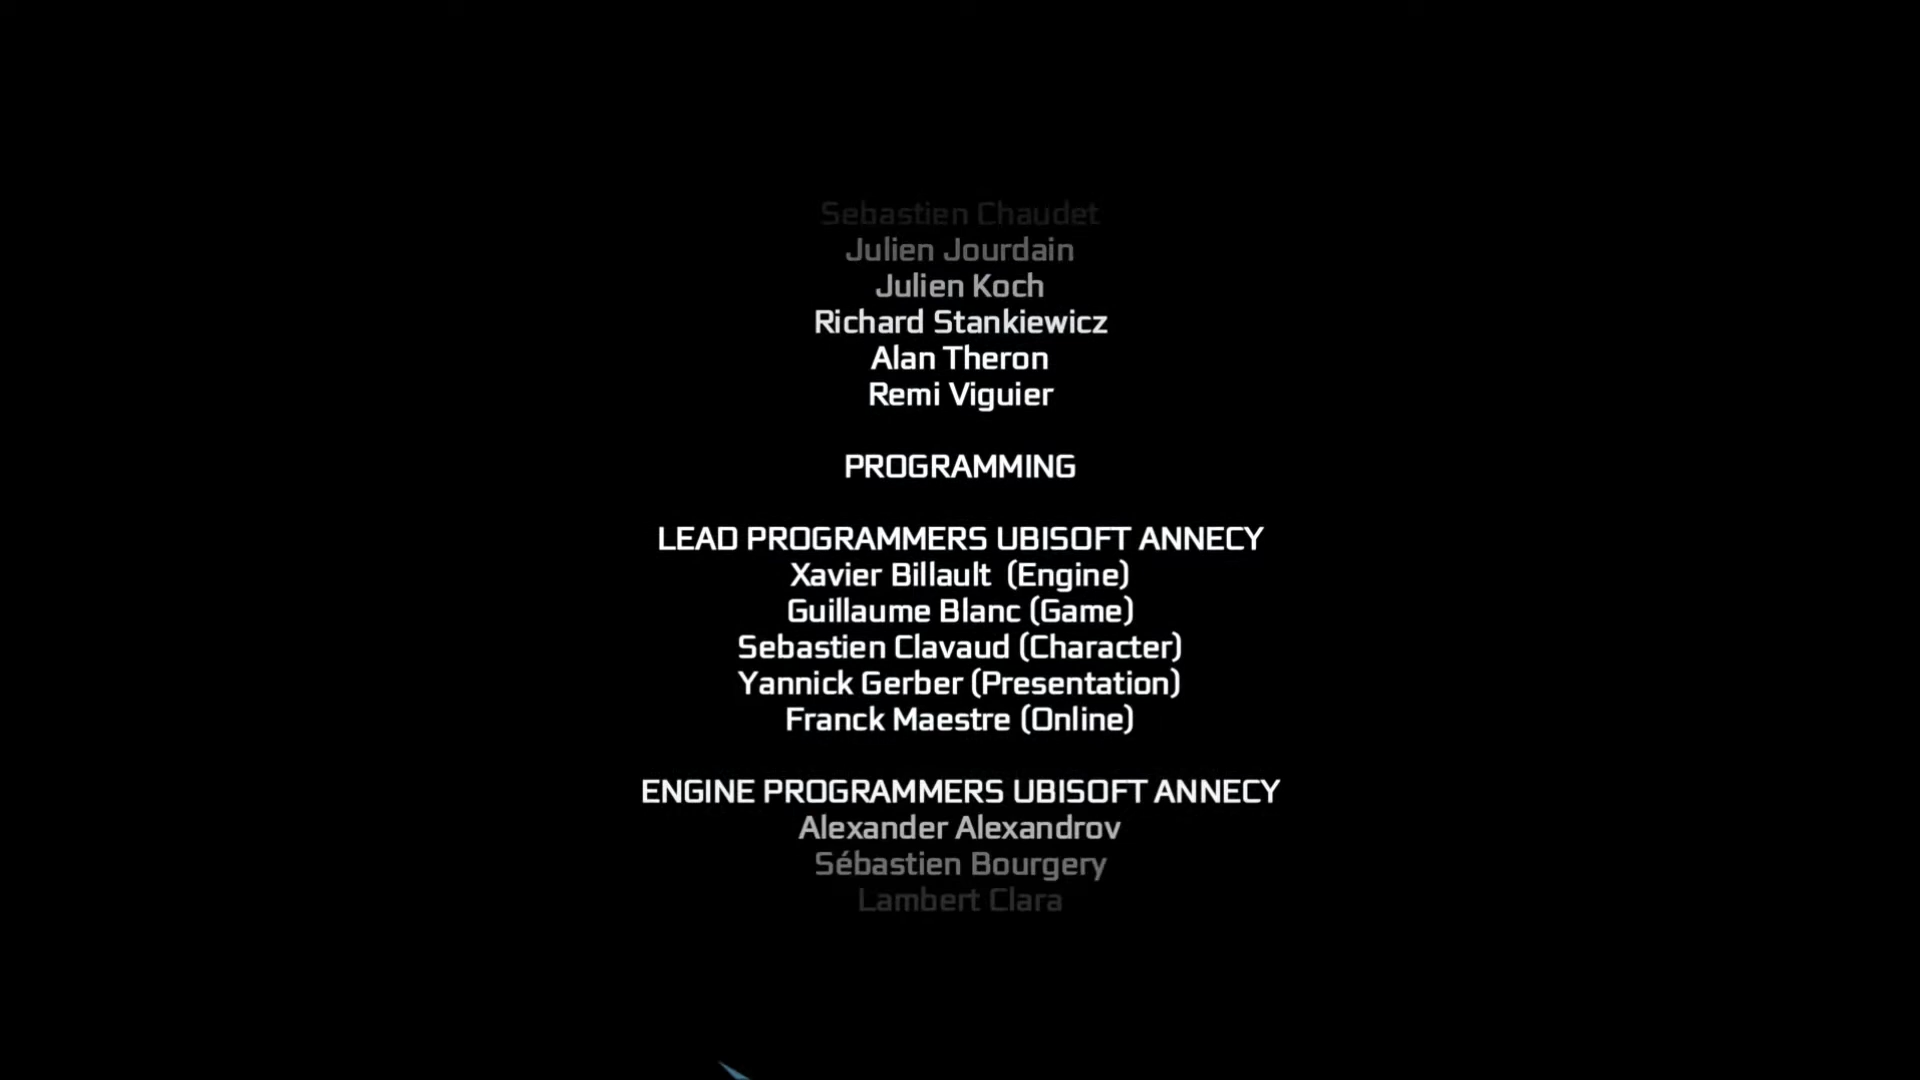 Sebastien Chaudet
Julien Jourdain
Julien Koch
Richard Stankiewicz
Alan Theron
Remi Viguier
PROGRAMMING
LEAD PROGRAMMERS UBISOFT ANNECY
Xavier Billault  (Engine)
Guillaume Blanc (Game)
Sebastien Clavaud (Character)
Yannick Gerber (Presentation)
Franck Maestre (Online)
ENGINE PROGRAMMERS UBISOFT ANNECY
Alexander Alexandrov
Sébastien Bourgery
Lambert Clara